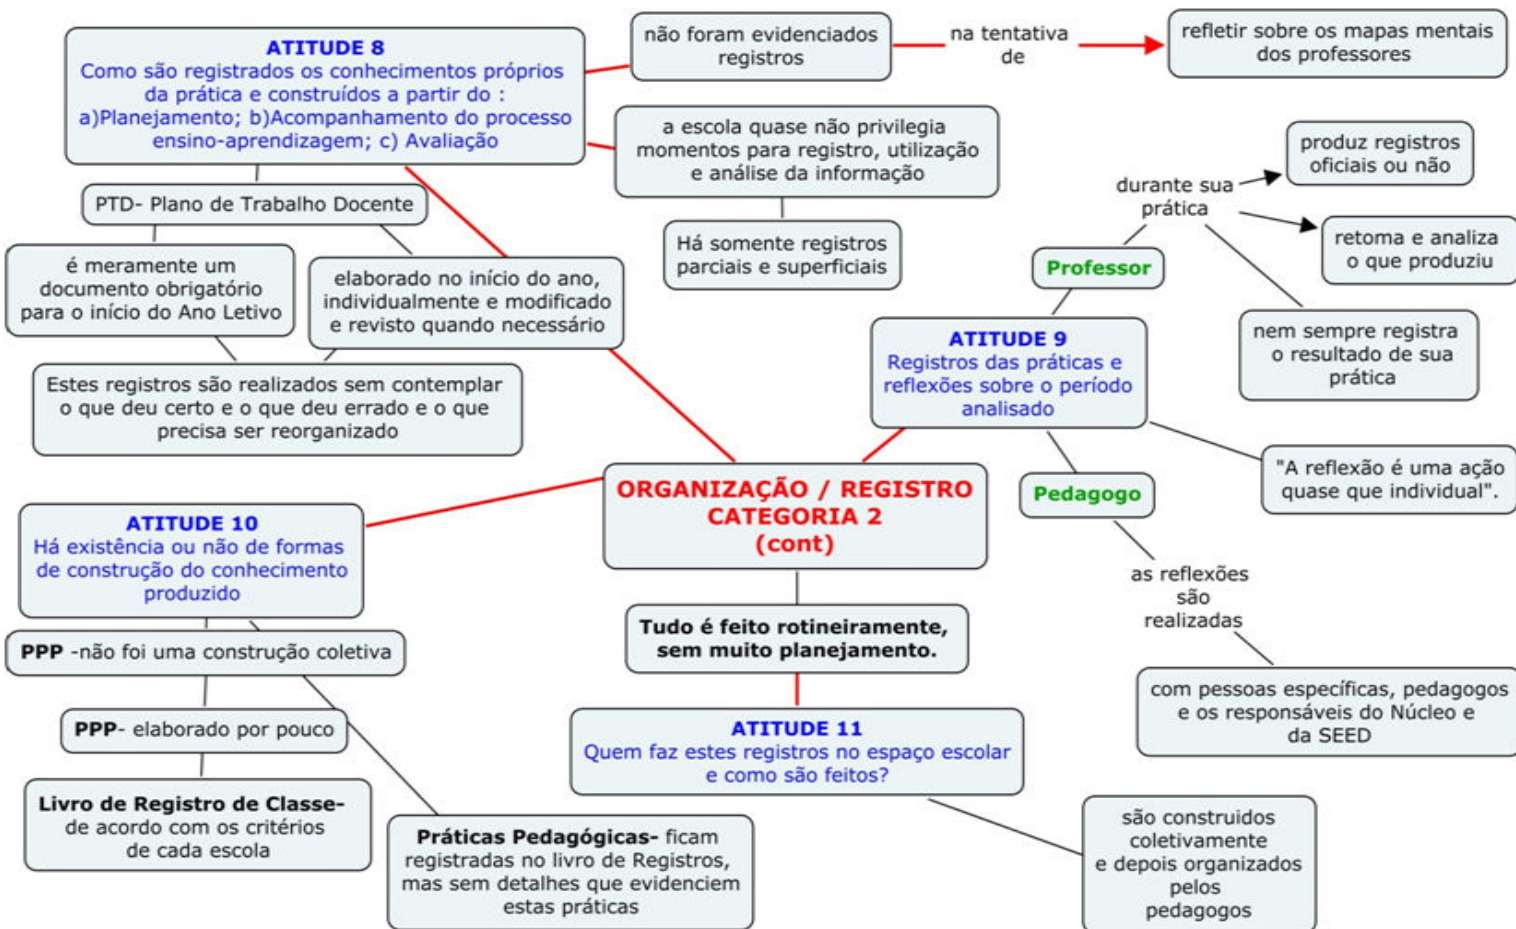 ATITUDE 8
Como são registrados os conhecimentos próprios
da prática e construídos a partir do :
a)Planejamento; b)Acompanhamento do processo
ensino-aprendizagem; c) Avaliação
não foram evidenciados
registros
na tentativa
de
refletir sobre os mapas mentais
dos professores
a escola quase não privilegia
momentos para registro, utilização
e análise da informação
Há somente registros
parciais e superficiais
PTD- Plano de Trabalho Docente
é meramente um
documento obrigatório
para o início do Ano Letivo
elaborado no início do ano,
individualmente e modificado
e revisto quando necessário
Estes registros são realizados sem contemplar
o que deu certo e o que deu errado e o que
precisa ser reorganizado
produz registros
oficiais ou não
durante sua
prática
retoma e analiza
o que produziu
Professor
nem sempre registra
o resultado de sua
prática
ATITUDE 9
Registros das práticas e
reflexões sobre o período
analisado
"A reflexão é uma ação
quase que individual".
Pedagogo
as reflexões
são
realizadas
com pessoas específicas, pedagogos
e os responsáveis do Núcleo e
da SEED
ORGANIZAÇÃO / REGISTRO
CATEGORIA 2
(cont)
Tudo é feito rotineiramente,
sem muito planejamento.
ATITUDE 11
Quem faz estes registros no espaço escolar
e como são feitos?
são construidos
coletivamente
e depois organizados
pelos
pedagogos
ATITUDE 10
Há existência ou não de formas
de construção do conhecimento
produzido
PPP -não foi uma construção coletiva
PPP- elaborado por pouco
Livro de Registro de Classe-
de acordo com os critérios
de cada escola
Práticas Pedagógicas- ficam
registradas no livro de Registros,
mas sem detalhes que evidenciem
estas práticas